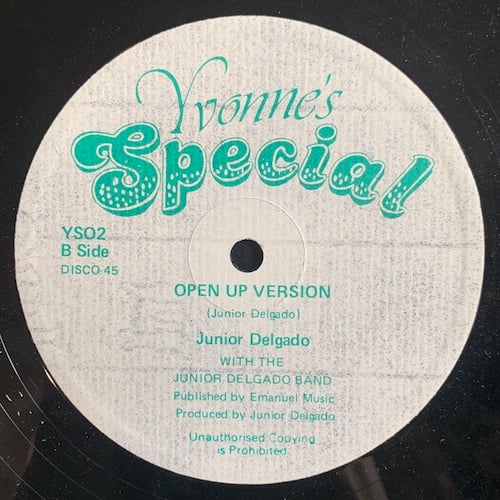 Yvonne's
Special
YS02
B Side
DISCO 45
OPEN UP VERSION
(Junior Delgado)
Junior Delgado
WITH THE
JUNIOR DELGADO BAND
Published by Emanuel Music
Produced by Junior Delgado
Unauthorised Copying
is Prohibited